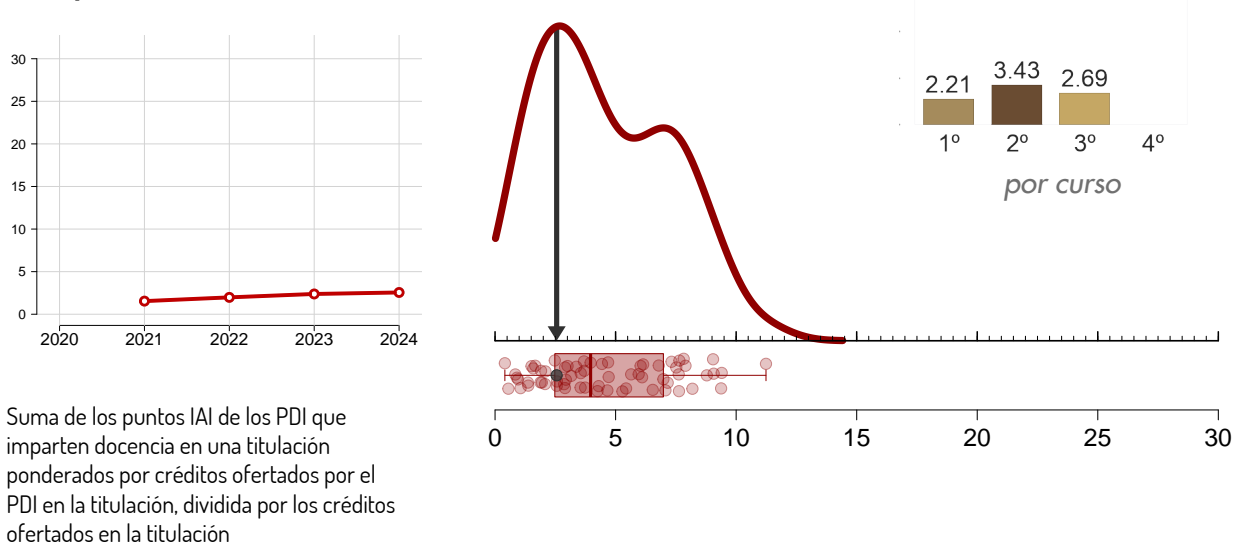 30
25
20
15
10
5
0
2020 2021 2022 2023 2024
Suma de los puntos IAI de los PDI que
imparten docencia en una titulación
ponderados por créditos ofertados por el
PDI en la titulación, dividida por los créditos
ofertados en la titulación
0 5 10 15 20 25 30
2.21 3.43 2.69
1º 2º 3º 4º
por curso